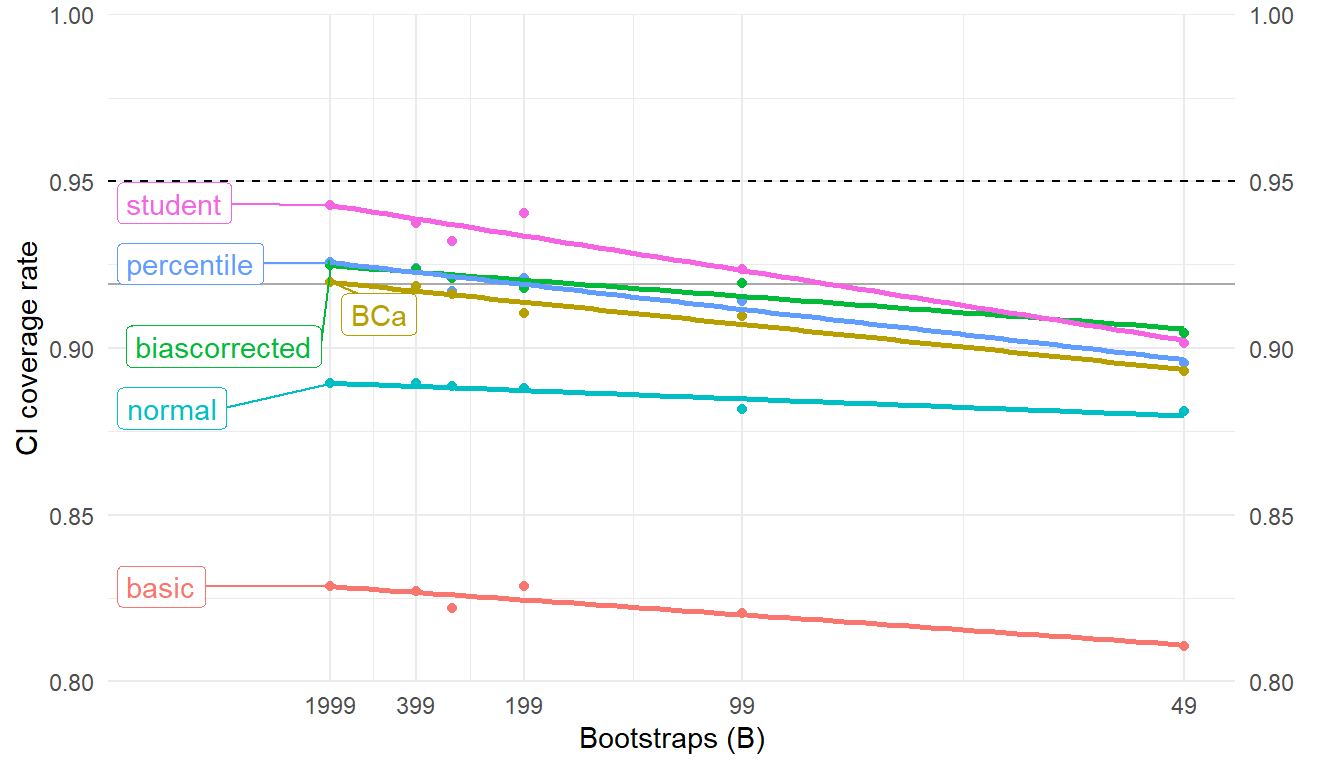 1.00 1.00
0.95 0.95
student
percentile
BCa
biascorrected
0.90 0.90
normal
CI coverage rate
0.85 0.85
basic
0.80 0.80
1999 399 199 99 49
Bootstraps (B)